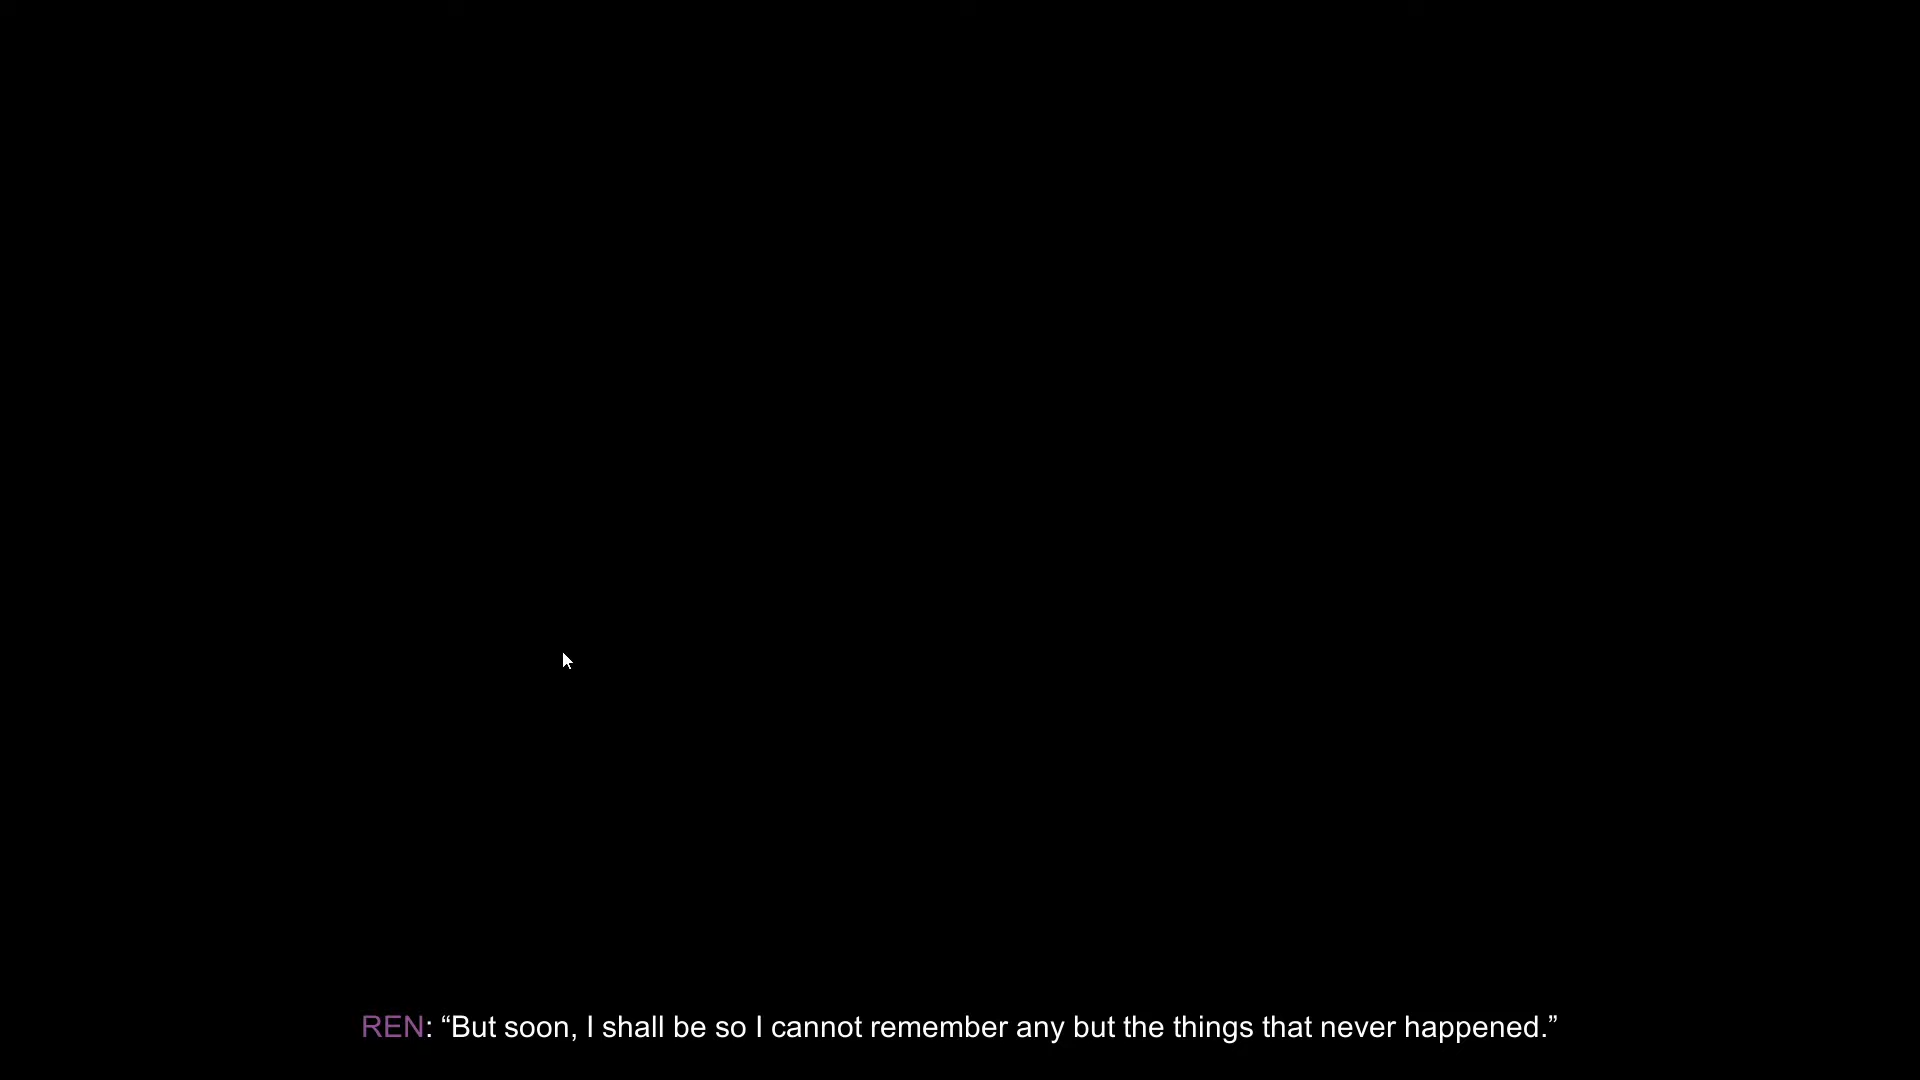 REN: “But soon, I shall be so I cannot remember any but the things that never happened.”